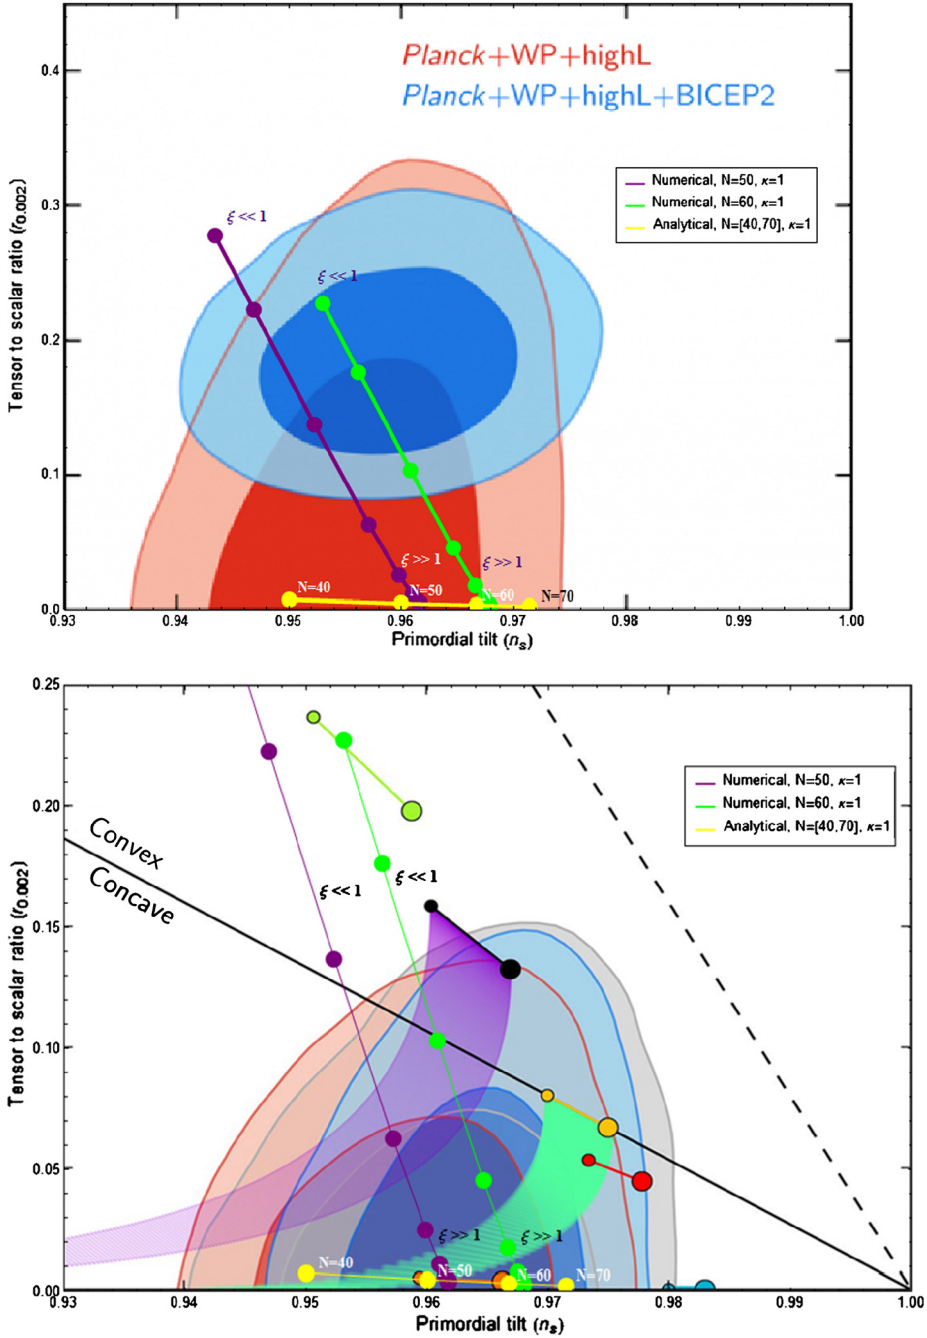 0.4
0.3
0.2
0.1
0.0
Tensor to scalar ratio (r0.002)
Planck+WP+highL
Planck+WP+highL+BICEP2
Numerical, N=50, κ=1
Numerical, N=60, κ=1
Analytical, N=[40,70], κ=1
ξ << 1
ξ << 1
ξ >> 1
ξ >> 1
N=40
N=50
N=60
N=70
0.93 0.94 0.95 0.96 0.97 0.98 0.99 1.00
Primordial tilt (ns)
0.25
0.20
0.15
0.10
0.05
0.00
Tensor to scalar ratio (r0.002)
Numerical, N=50, κ=1
Numerical, N=60, κ=1
Analytical, N=[40,70], κ=1
Convex
Concave
ξ << 1
ξ << 1
ξ >> 1
ξ >> 1
N=40
N=50
N=60
N=70
0.93 0.94 0.95 0.96 0.97 0.98 0.99 1.00
Primordial tilt (ns)